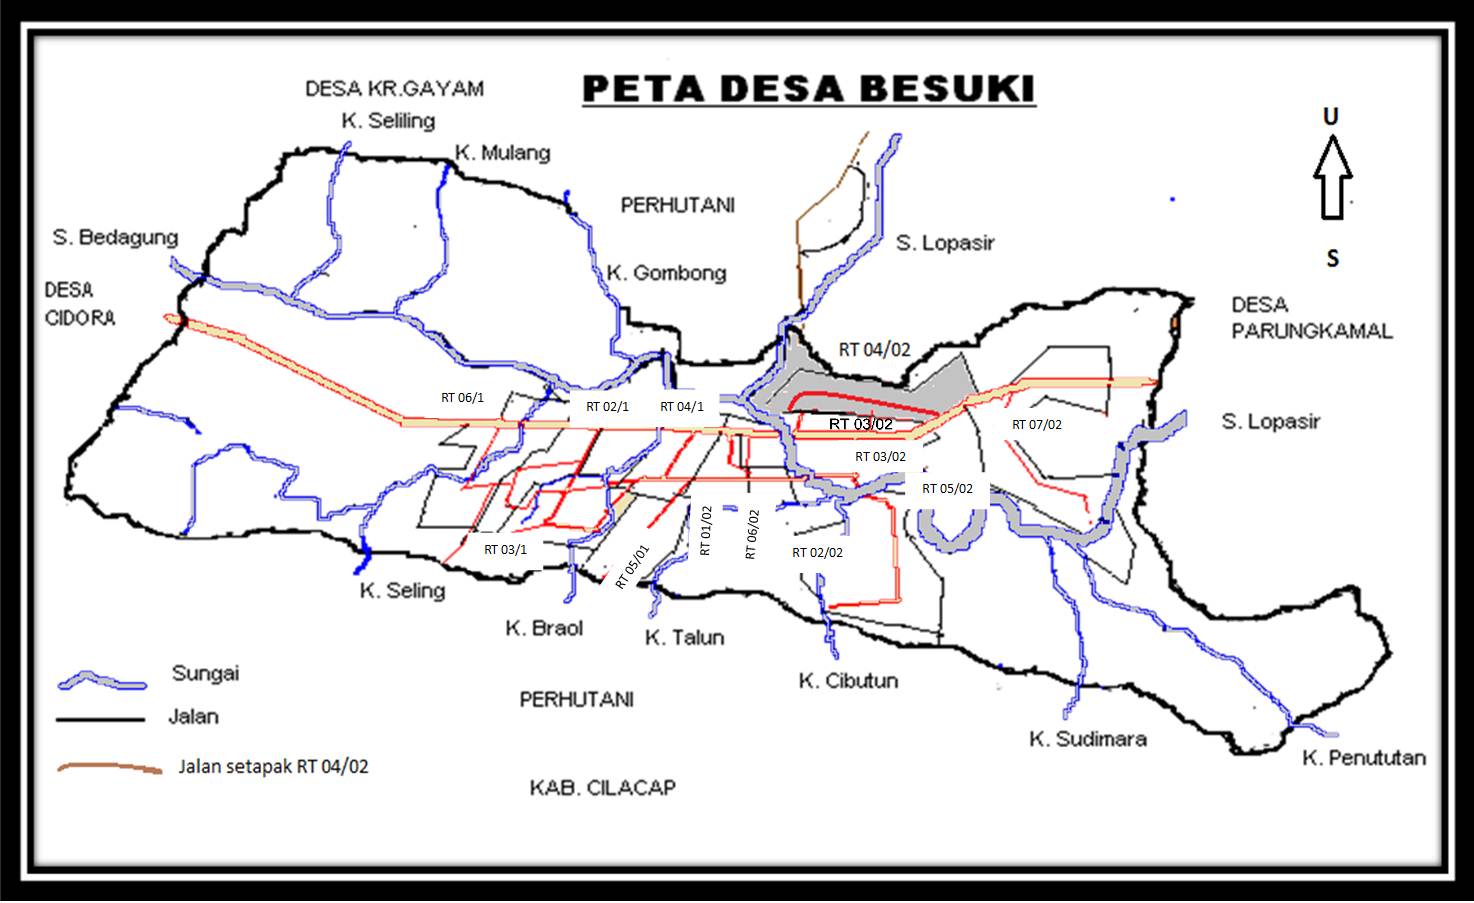 PETA DESA BESUKI
DESA KR.GAYAM
K. Seliling
K. Mulang
U
S
PERHUTANI
S. Bedagung
S. Lopasir
K. Gombong
DESA
CIDORA
DESA
PARUNGKAMAL
RT 04/02
RT 06/1
RT 02/1
RT 04/1
RT 03/02
RT 07/02
S. Lopasir
RT 03/02
RT 05/02
RT 03/1
RT 05/01
RT 01/02
RT 06/02
RT 02/02
K. Seling
K. Braol
K. Talun
K. Cibutun
K. Sudimara
K. Penututan
Sungai
Jalan
Jalan setapak RT 04/02
PERHUTANI
KAB. CILACAP